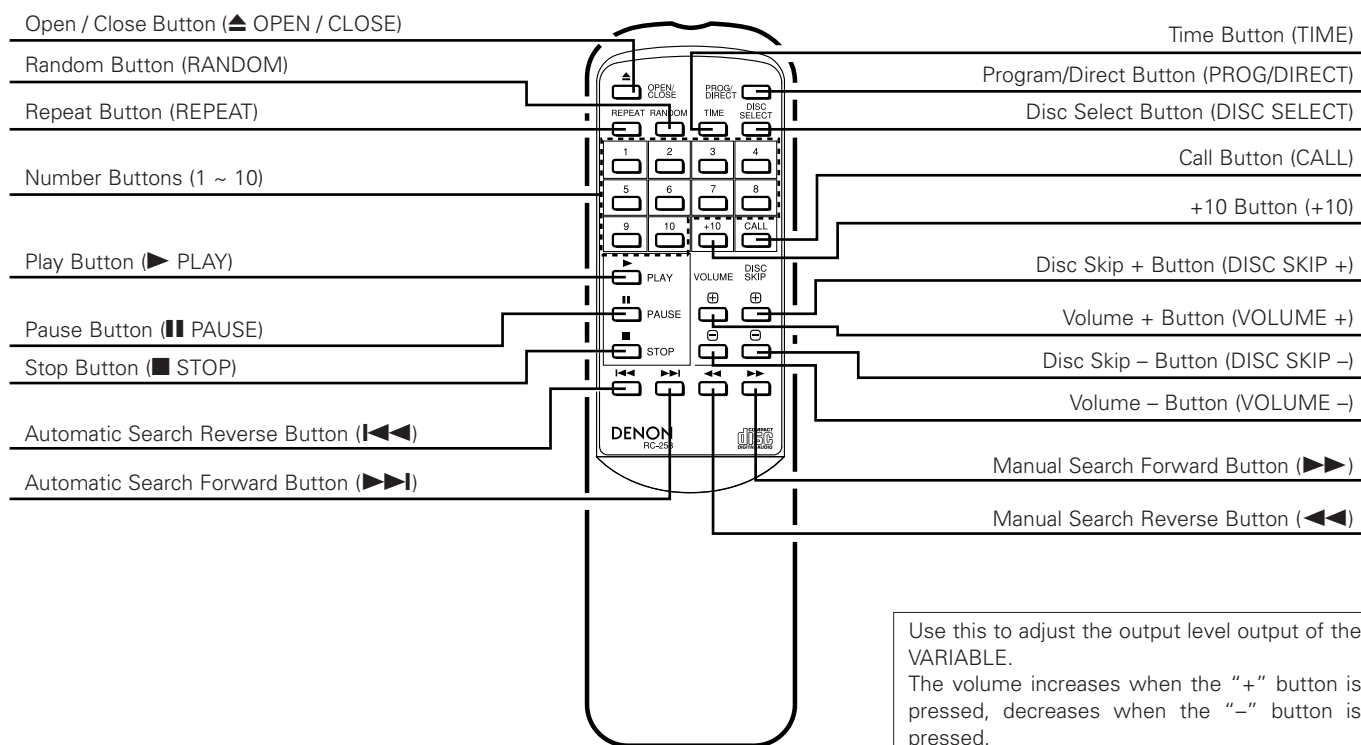 Open / Close Button (⏏ OPEN / CLOSE)
Random Button (RANDOM)
Repeat Button (REPEAT)
Number Buttons (1 ~ 10)
Play Button (▶ PLAY)
Pause Button (▮▮ PAUSE)
Stop Button (■ STOP)
Automatic Search Reverse Button (I◀◀)
Automatic Search Forward Button (▶▶I)
OPEN/
CLOSE
PROG/
DIRECT
REPEAT RANDOM TIME DISC
SELECT
1 2 3 4
5 6 7 8
9 10 +10 CALL
PLAY VOLUME DISC
SKIP
PAUSE
STOP
DENON
COMPACT
disc
DIGITAL AUDIO
Time Button (TIME)
Program/Direct Button (PROG/DIRECT)
Disc Select Button (DISC SELECT)
Call Button (CALL)
+10 Button (+10)
Disc Skip + Button (DISC SKIP +)
Volume + Button (VOLUME +)
Disc Skip – Button (DISC SKIP –)
Volume – Button (VOLUME –)
Manual Search Forward Button (▶▶)
Manual Search Reverse Button (◀◀)
Use this to adjust the output level output of the
VARIABLE.
The volume increases when the “+” button is
pressed, decreases when the “–” button is
pressed.